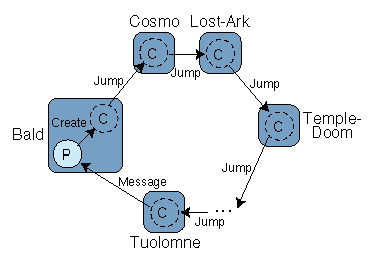 Cosmo Lost-Ark
C
C
Jump
Jump
Jump
C
Create
Bald
P
C
Temple-
Doom
Jump
Message
...
C
Jump
Tuolomne